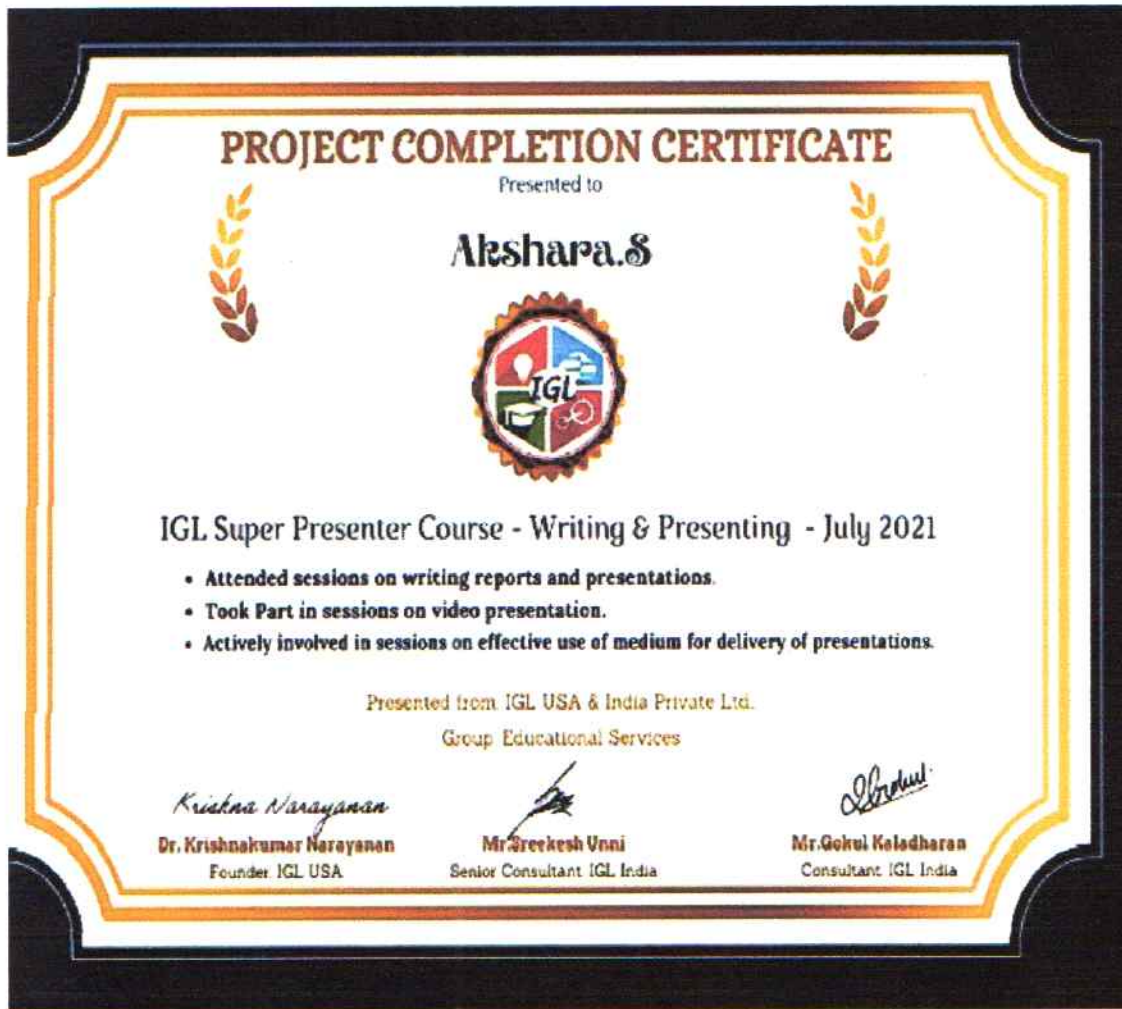 PROJECT COMPLETION CERTIFICATE
Presented to
Akshara.S
IGL
IGL Super Presenter Course - Writing & Presenting - July 2021
• Attended sessions on writing reports and presentations.
• Took Part in sessions on video presentation.
• Actively involved in sessions on effective use of medium for delivery of presentations.
Presented from IGL USA & India Private Ltd.
Group Educational Services
Krishna Narayanan
Dr. Krishnakumar Narayanan Mr.Sreekesh Unni Mr.Gokul Kaladharan
Founder IGL USA Senior Consultant IGL India Consultant IGL India